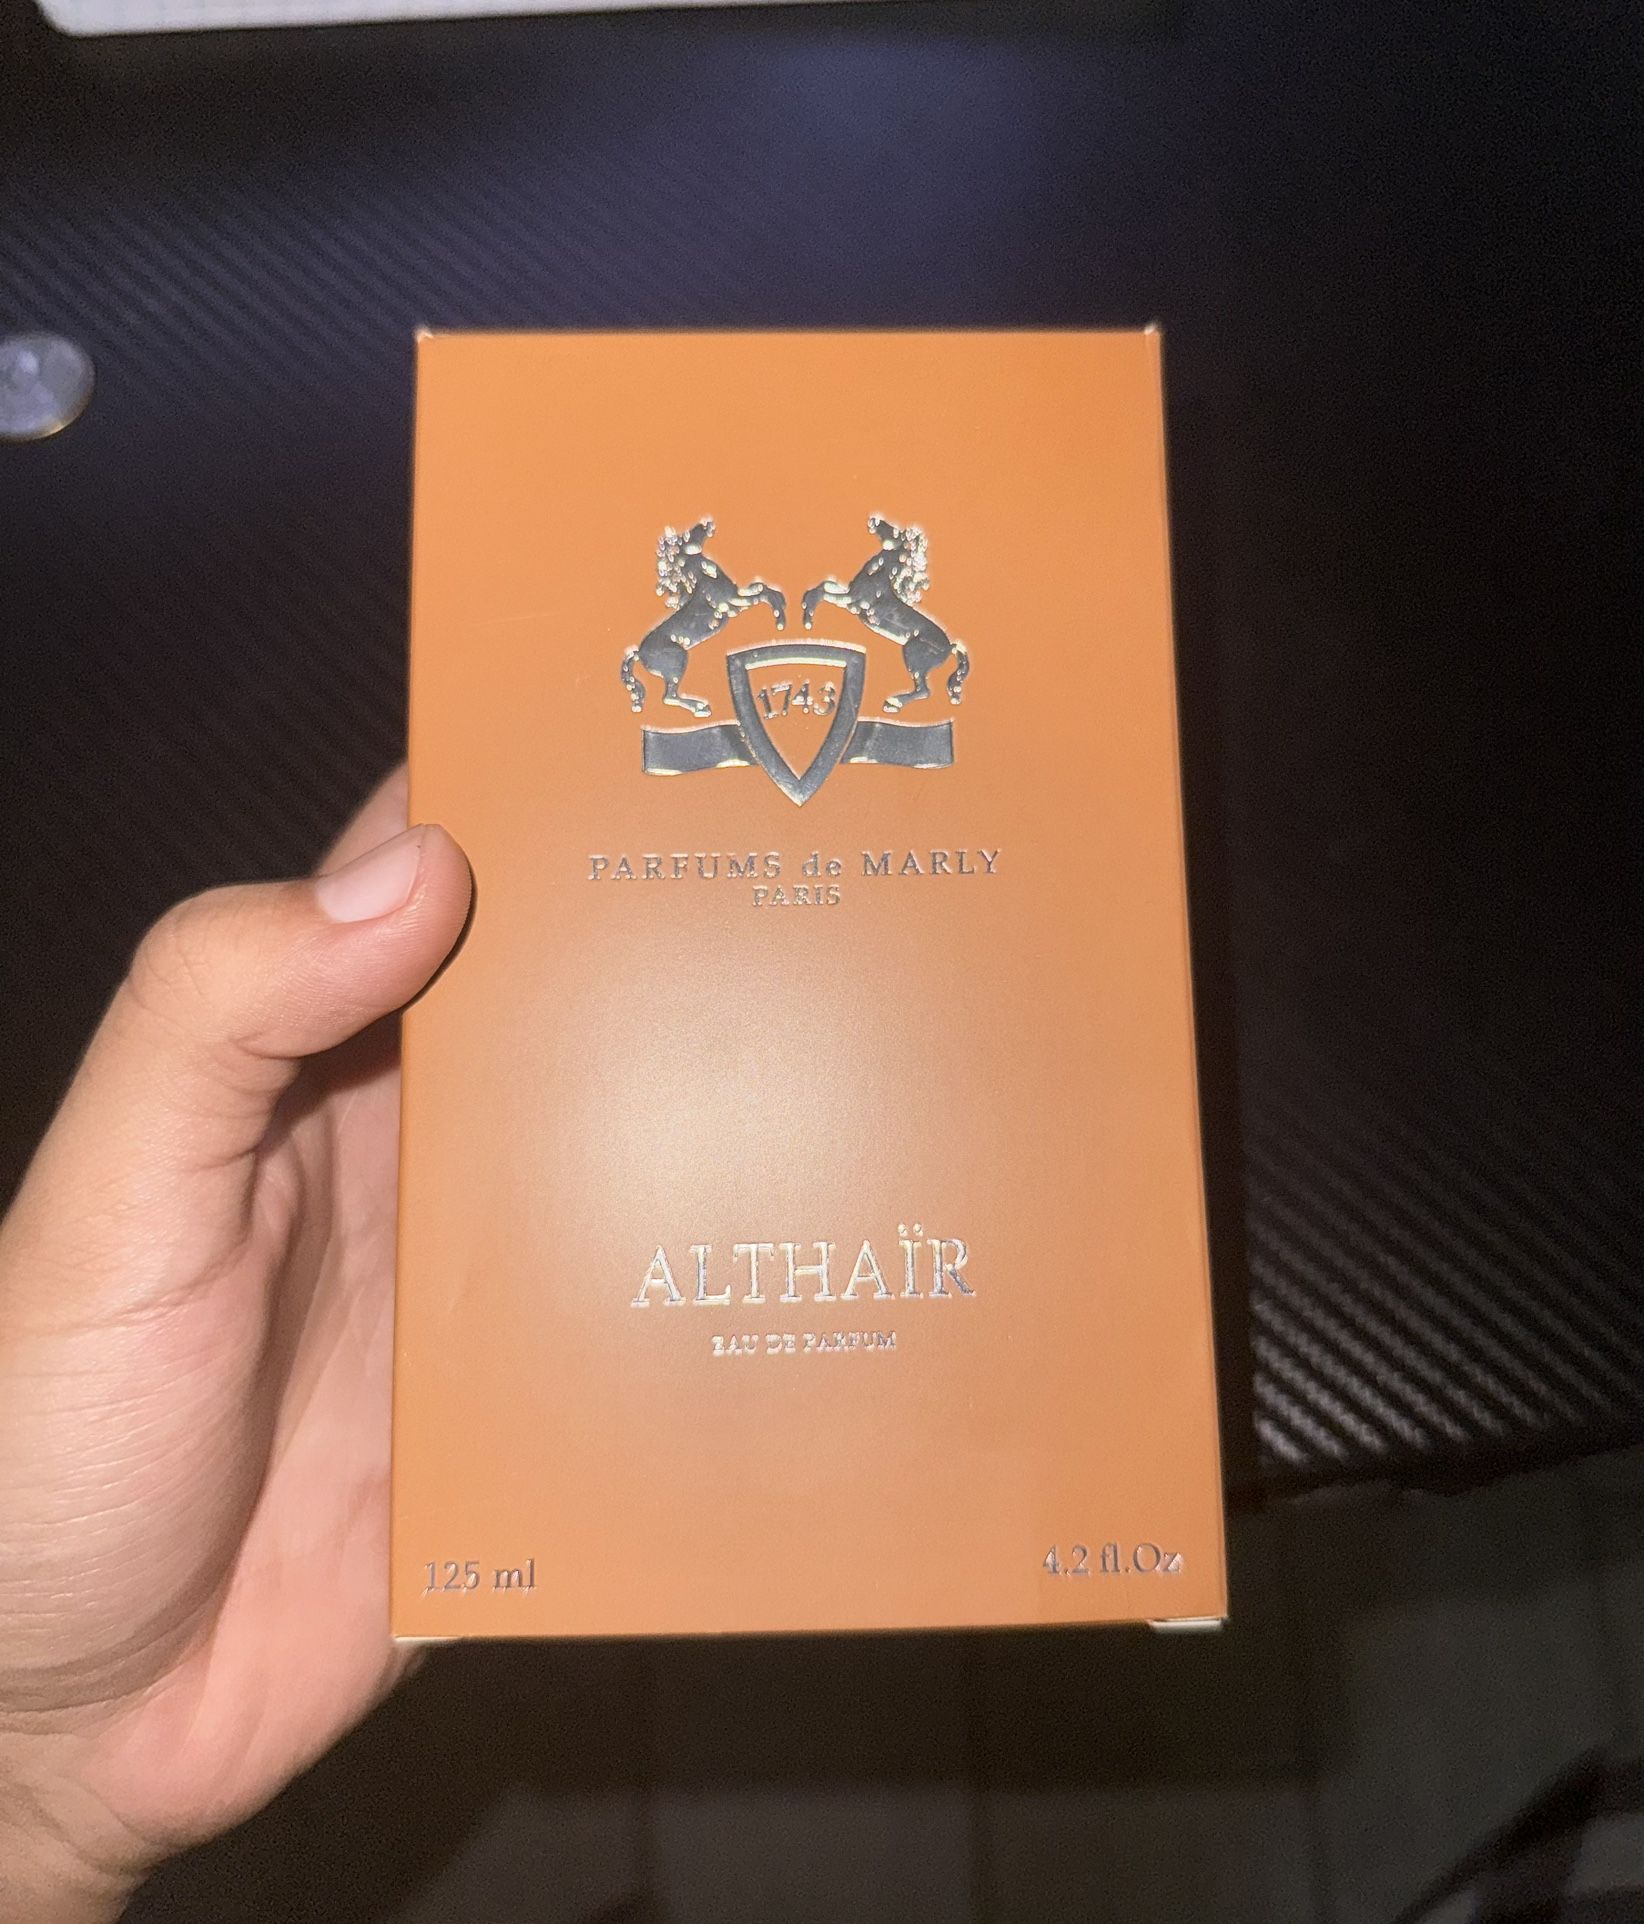 1743
PARFUMS de MARLY
PARIS
ALTHAÏR
EAU DE PARFUM
125 ml
4.2 fl.Oz